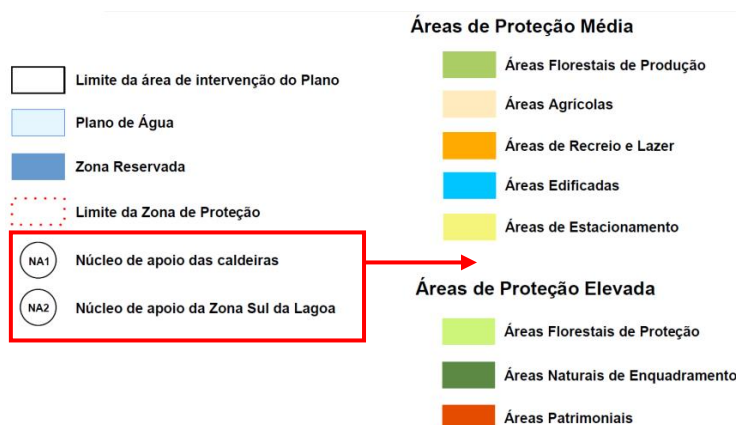 Limite da área de intervenção do Plano
Plano de Água
Zona Reservada
Limite da Zona de Proteção
NA1 Núcleo de apoio das caldeiras
NA2 Núcleo de apoio da Zona Sul da Lagoa
Áreas de Proteção Média
Áreas Florestais de Produção
Áreas Agrícolas
Áreas de Recreio e Lazer
Áreas Edificadas
Áreas de Estacionamento
Áreas de Proteção Elevada
Áreas Florestais de Proteção
Áreas Naturais de Enquadramento
Áreas Patrimoniais